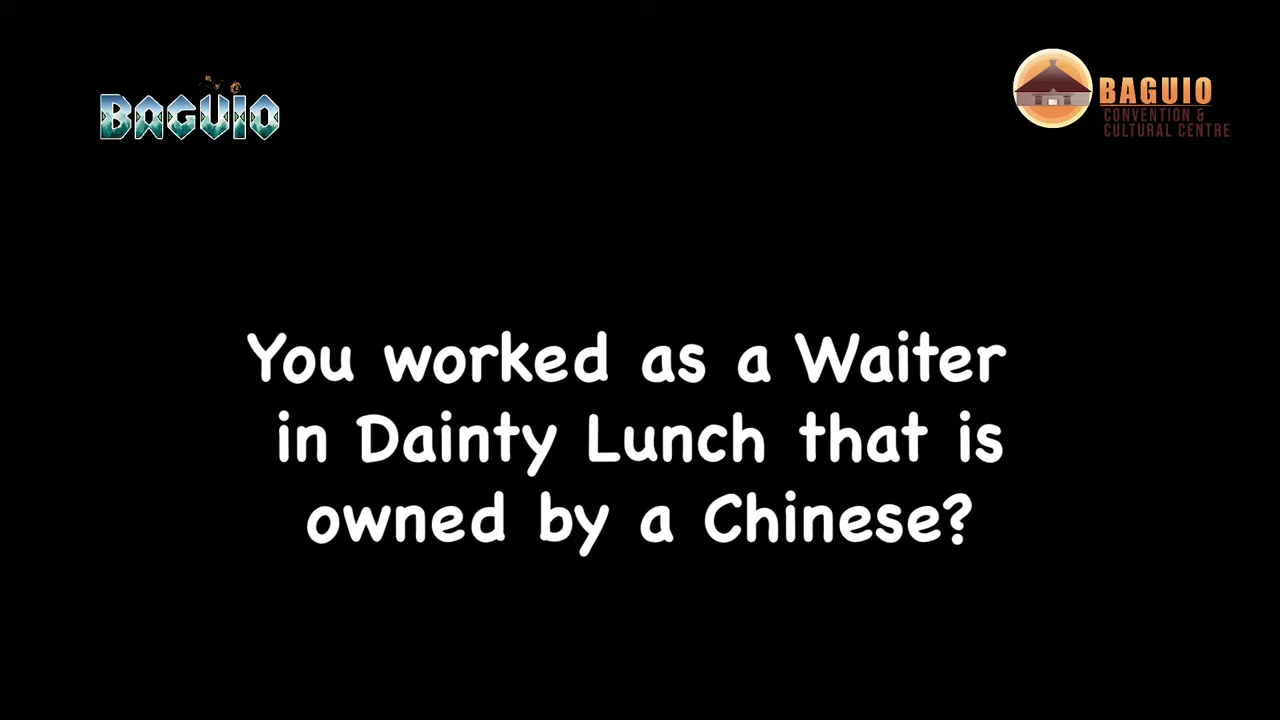 BAGUIO
BAGUIO
CONVENTION &
CULTURAL CENTRE
You worked as a Waiter
in Dainty Lunch that is
owned by a Chinese?